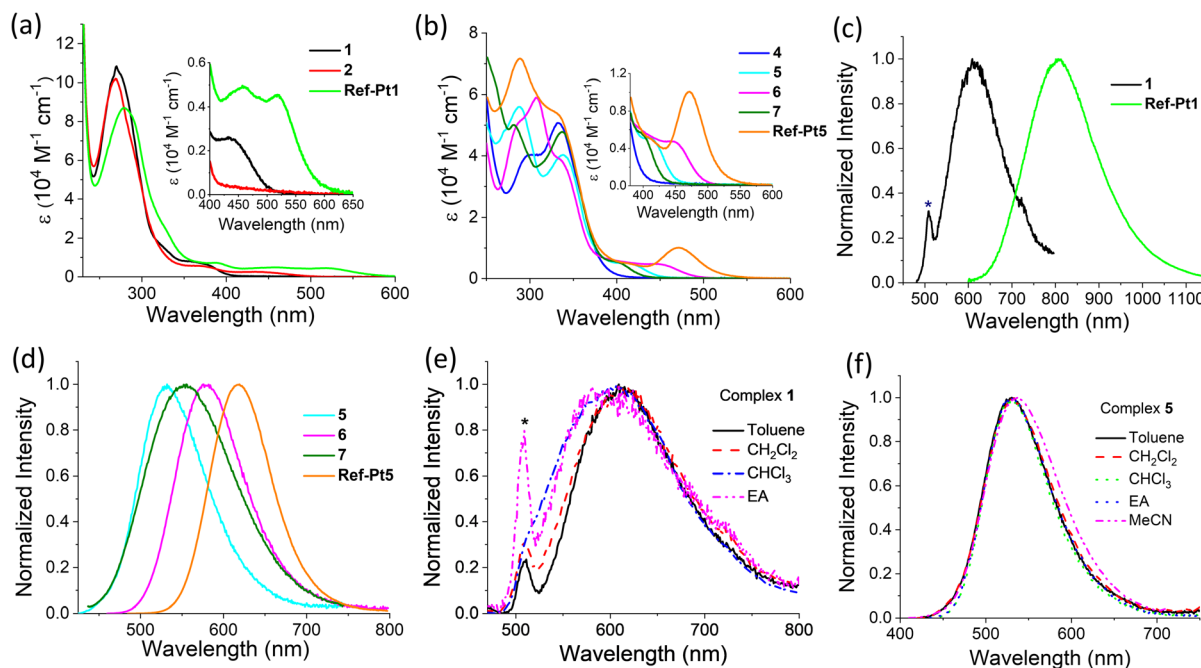 (a)
12
10
8
6
4
2
0
ε (10⁴ M⁻¹ cm⁻¹)
300
400
500
600
Wavelength (nm)
1
2
Ref-Pt1
0.6
0.4
0.2
0.0
ε (10⁴ M⁻¹ cm⁻¹)
400
450
500
550
600
650
Wavelength (nm)
(b)
8
6
4
2
0
ε (10⁴ M⁻¹ cm⁻¹)
300
350
400
450
500
550
600
Wavelength (nm)
4
5
6
7
Ref-Pt5
1.2
0.9
0.6
0.3
0.0
ε (10⁴ M⁻¹ cm⁻¹)
400
450
500
550
600
Wavelength (nm)
(c)
1.0
0.8
0.6
0.4
0.2
0.0
Normalized Intensity
500
600
700
800
900
1000
1100
Wavelength (nm)
1
Ref-Pt1
*
(d)
1.0
0.8
0.6
0.4
0.2
0.0
Normalized Intensity
500
600
700
800
Wavelength (nm)
5
6
7
Ref-Pt5
(e)
1.0
0.8
0.6
0.4
0.2
0.0
Normalized Intensity
500
600
700
800
Wavelength (nm)
*
Complex 1
Toluene
CH₂Cl₂
CHCl₃
EA
(f)
1.0
0.8
0.6
0.4
0.2
0.0
Normalized Intensity
400
500
600
700
Wavelength (nm)
Complex 5
Toluene
CH₂Cl₂
CHCl₃
EA
MeCN